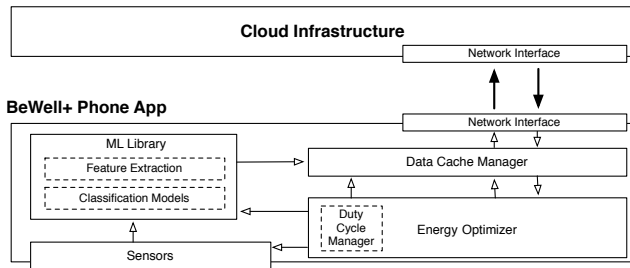 Cloud Infrastructure
Network Interface
BeWell+ Phone App
Network Interface
ML Library
Feature Extraction
Classification Models
Data Cache Manager
Duty
Cycle
Manager
Energy Optimizer
Sensors